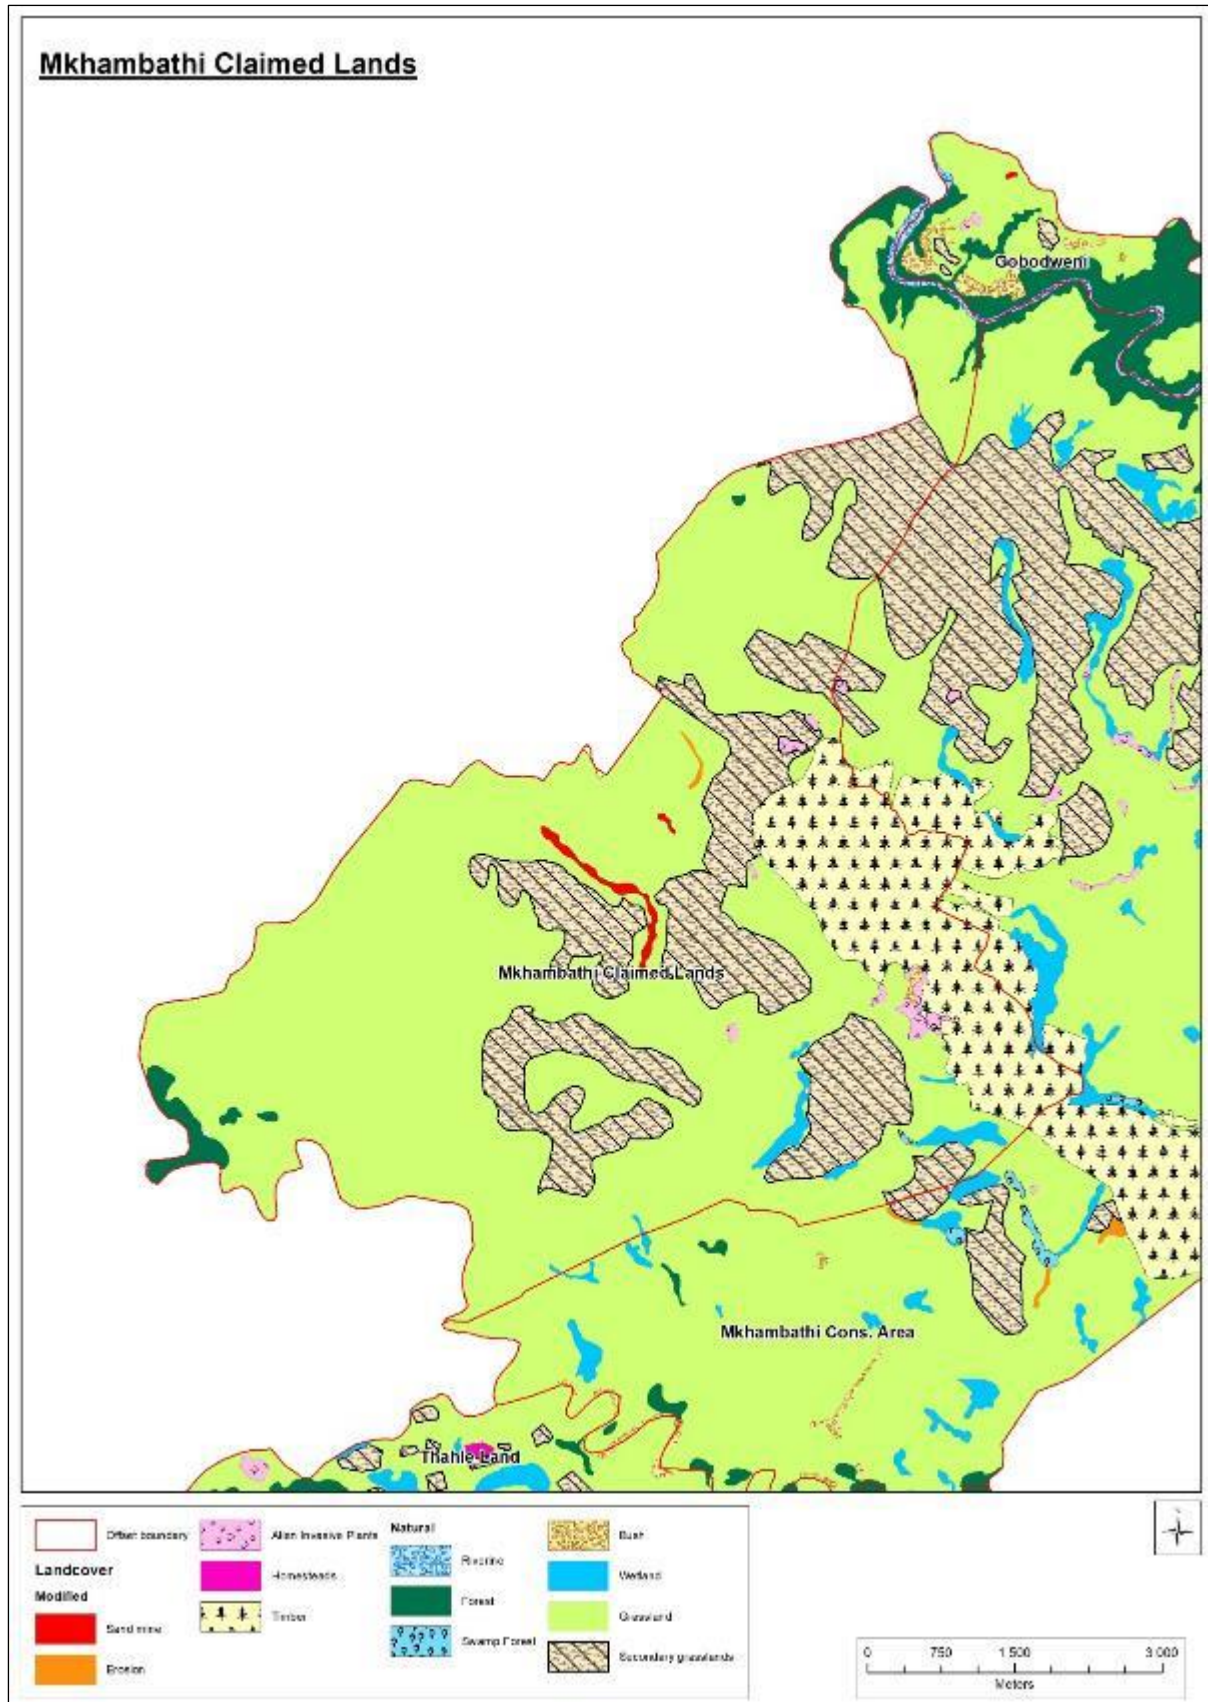 Mkhambathi Claimed Lands
Gobodweni
Mkhambathi Claimed Lands
Mkhambathi Cons. Area
Thahle Land
Offset boundary
Landcover
Modified
Sand mine
Erosion
Alien Invasive Plants
Homesteads
Timber
Natural
Riverine
Forest
Swamp Forest
Bush
Wetland
Grassland
Secondary grasslands
0 750 1 500 3 000
Meters